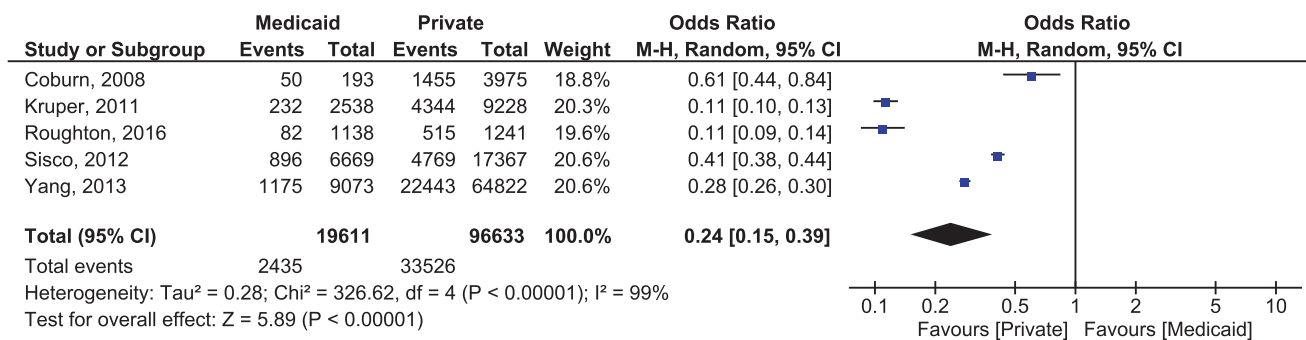 Medicaid Private Odds Ratio Odds Ratio
Study or Subgroup Events Total Events Total Weight M-H, Random, 95% CI M-H, Random, 95% CI
Coburn, 2008 50 193 1455 3975 18.8% 0.61 [0.44, 0.84]
Kruper, 2011 232 2538 4344 9228 20.3% 0.11 [0.10, 0.13]
Roughton, 2016 82 1138 515 1241 19.6% 0.11 [0.09, 0.14]
Sisco, 2012 896 6669 4769 17367 20.6% 0.41 [0.38, 0.44]
Yang, 2013 1175 9073 22443 64822 20.6% 0.28 [0.26, 0.30]
Total (95% CI) 19611 96633 100.0% 0.24 [0.15, 0.39]
Total events 2435 33526
Heterogeneity: Tau² = 0.28; Chi² = 326.62, df = 4 (P < 0.00001); I² = 99%
Test for overall effect: Z = 5.89 (P < 0.00001)
0.1 0.2 0.5 1 2 5 10
Favours [Private] Favours [Medicaid]